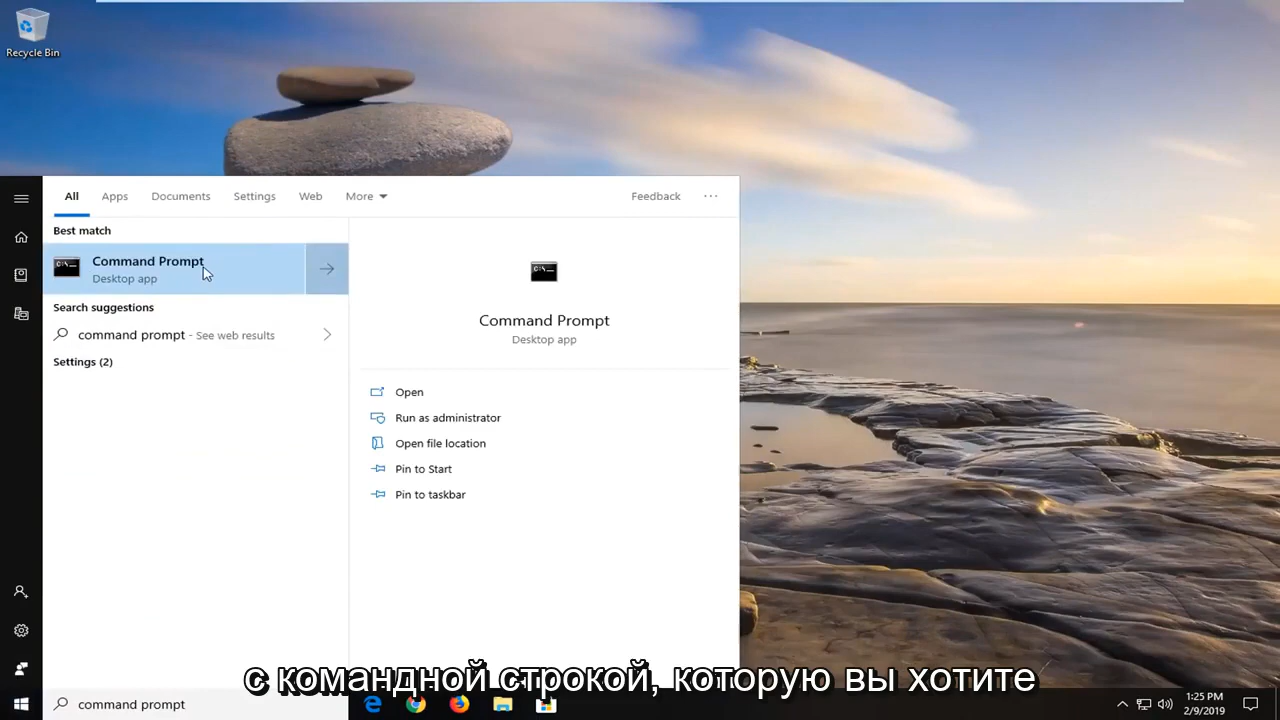 Recycle Bin
All Apps Documents Settings Web More Feedback ···
Best match
Command Prompt
Desktop app
Search suggestions
command prompt - See web results
Settings (2)
Command Prompt
Desktop app
Open
Run as administrator
Open file location
Pin to Start
Pin to taskbar
с командной строкой, которую вы хотите
command prompt
1:25 PM
2/9/2019